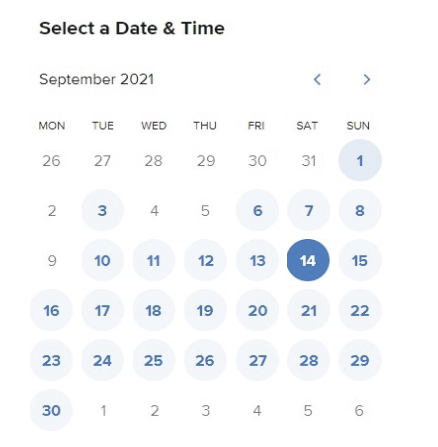 Select a Date & Time
September 2021
MON TUE WED THU FRI SAT SUN
26 27 28 29 30 31 1
2 3 4 5 6 7 8
9 10 11 12 13 14 15
16 17 18 19 20 21 22
23 24 25 26 27 28 29
30 1 2 3 4 5 6